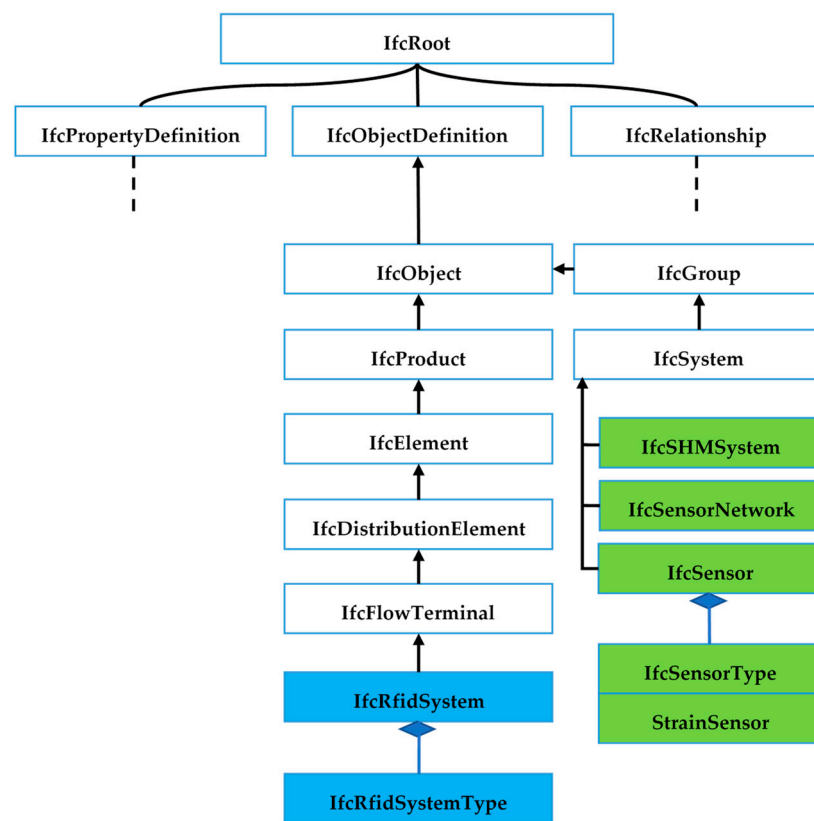 IfcRoot
IfcPropertyDefinition
IfcObjectDefinition
IfcRelationship
IfcObject
IfcGroup
IfcProduct
IfcSystem
IfcElement
IfcSHMSystem
IfcSensorNetwork
IfcDistributionElement
IfcSensor
IfcFlowTerminal
IfcSensorType
IfcRfidSystem
StrainSensor
IfcRfidSystemType